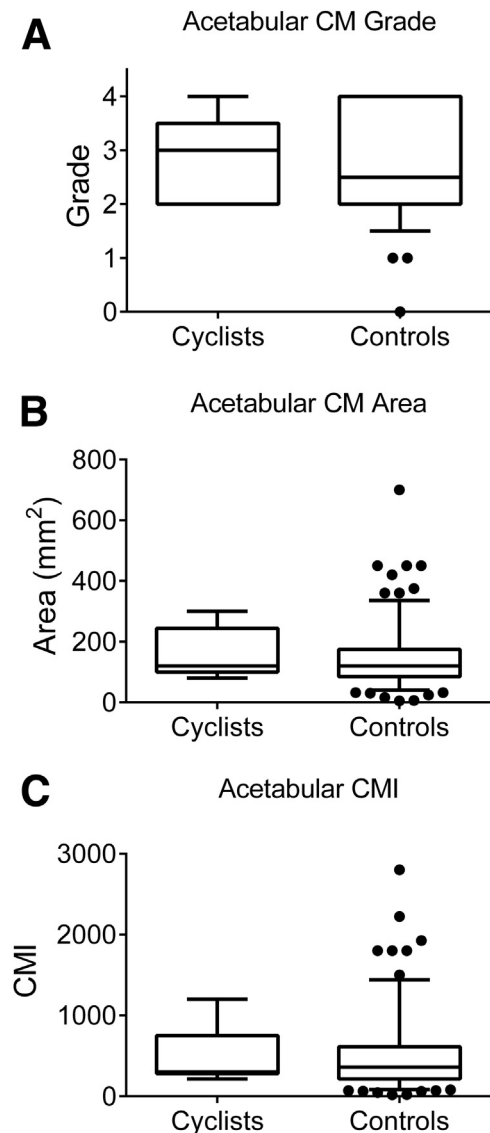 A
Acetabular CM Grade
Grade
4
3
2
1
0
Cyclists Controls
B
Acetabular CM Area
Area (mm²)
800
600
400
200
0
Cyclists Controls
C
Acetabular CMI
CMI
3000
2000
1000
0
Cyclists Controls